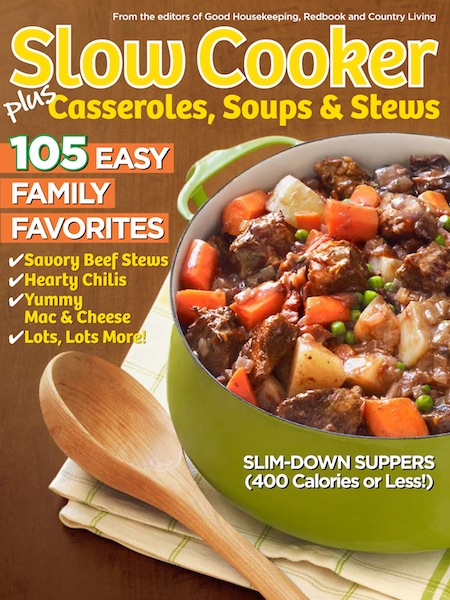 From the editors of Good Housekeeping, Redbook and Country Living
Slow Cooker
plus Casseroles, Soups & Stews
105 EASY
FAMILY
FAVORITES
✔Savory Beef Stews
✔Hearty Chilis
✔Yummy
Mac & Cheese
✔Lots, Lots More!
SLIM-DOWN SUPPERS
(400 Calories or Less!)